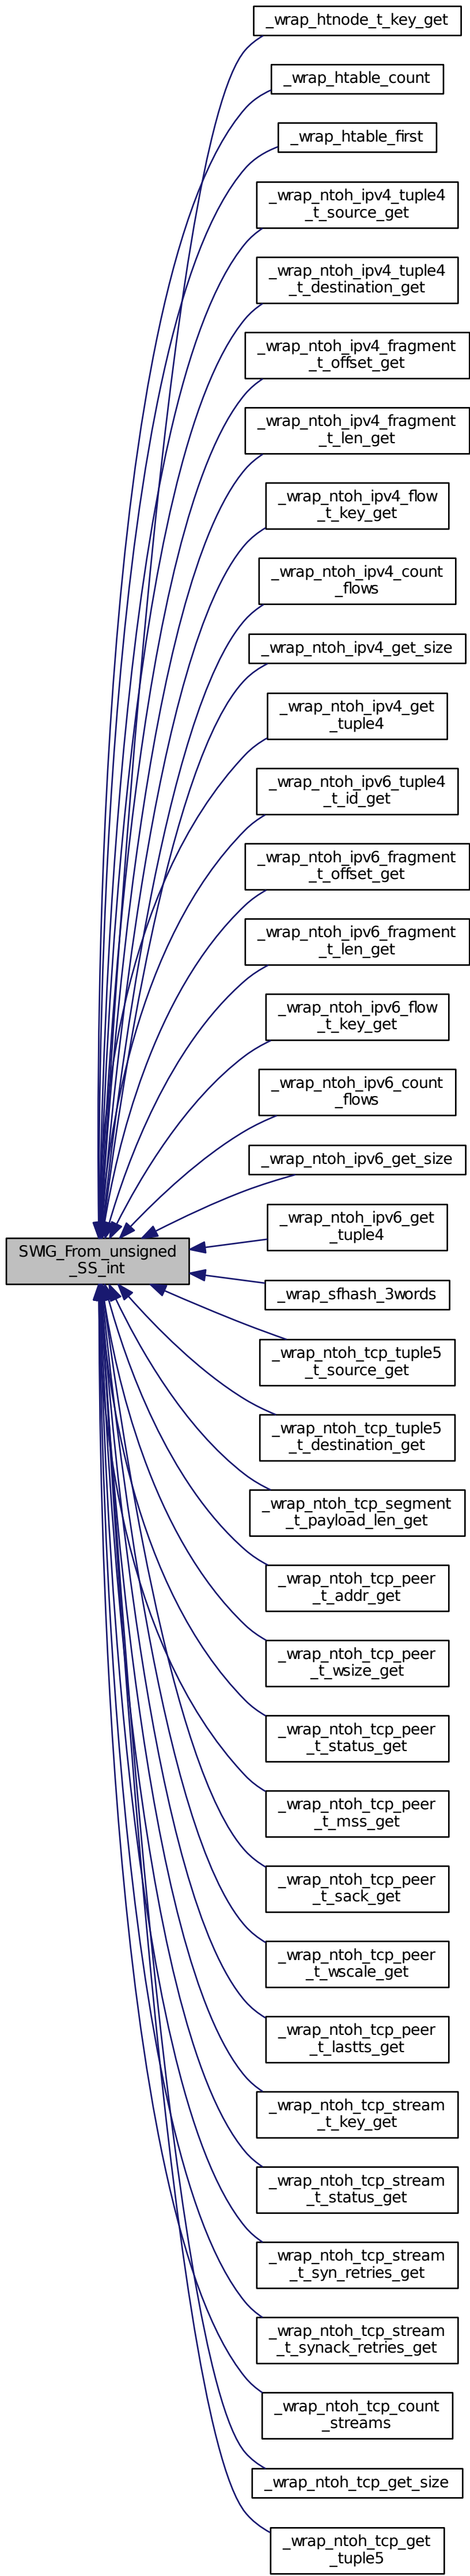 _wrap_htnode_t_key_get
_wrap_htable_count
_wrap_htable_first
_wrap_ntoh_ipv4_tuple4
_t_source_get
_wrap_ntoh_ipv4_tuple4
_t_destination_get
_wrap_ntoh_ipv4_fragment
_t_offset_get
_wrap_ntoh_ipv4_fragment
_t_len_get
_wrap_ntoh_ipv4_flow
_t_key_get
_wrap_ntoh_ipv4_count
_flows
_wrap_ntoh_ipv4_get_size
_wrap_ntoh_ipv4_get
_tuple4
_wrap_ntoh_ipv6_tuple4
_t_id_get
_wrap_ntoh_ipv6_fragment
_t_offset_get
_wrap_ntoh_ipv6_fragment
_t_len_get
_wrap_ntoh_ipv6_flow
_t_key_get
_wrap_ntoh_ipv6_count
_flows
_wrap_ntoh_ipv6_get_size
_wrap_ntoh_ipv6_get
_tuple4
SWIG_From_unsigned
_SS_int
_wrap_sfhash_3words
_wrap_ntoh_tcp_tuple5
_t_source_get
_wrap_ntoh_tcp_tuple5
_t_destination_get
_wrap_ntoh_tcp_segment
_t_payload_len_get
_wrap_ntoh_tcp_peer
_t_addr_get
_wrap_ntoh_tcp_peer
_t_wsize_get
_wrap_ntoh_tcp_peer
_t_status_get
_wrap_ntoh_tcp_peer
_t_mss_get
_wrap_ntoh_tcp_peer
_t_sack_get
_wrap_ntoh_tcp_peer
_t_wscale_get
_wrap_ntoh_tcp_peer
_t_lastts_get
_wrap_ntoh_tcp_stream
_t_key_get
_wrap_ntoh_tcp_stream
_t_status_get
_wrap_ntoh_tcp_stream
_t_syn_retries_get
_wrap_ntoh_tcp_stream
_t_synack_retries_get
_wrap_ntoh_tcp_count
_streams
_wrap_ntoh_tcp_get_size
_wrap_ntoh_tcp_get
_tuple5